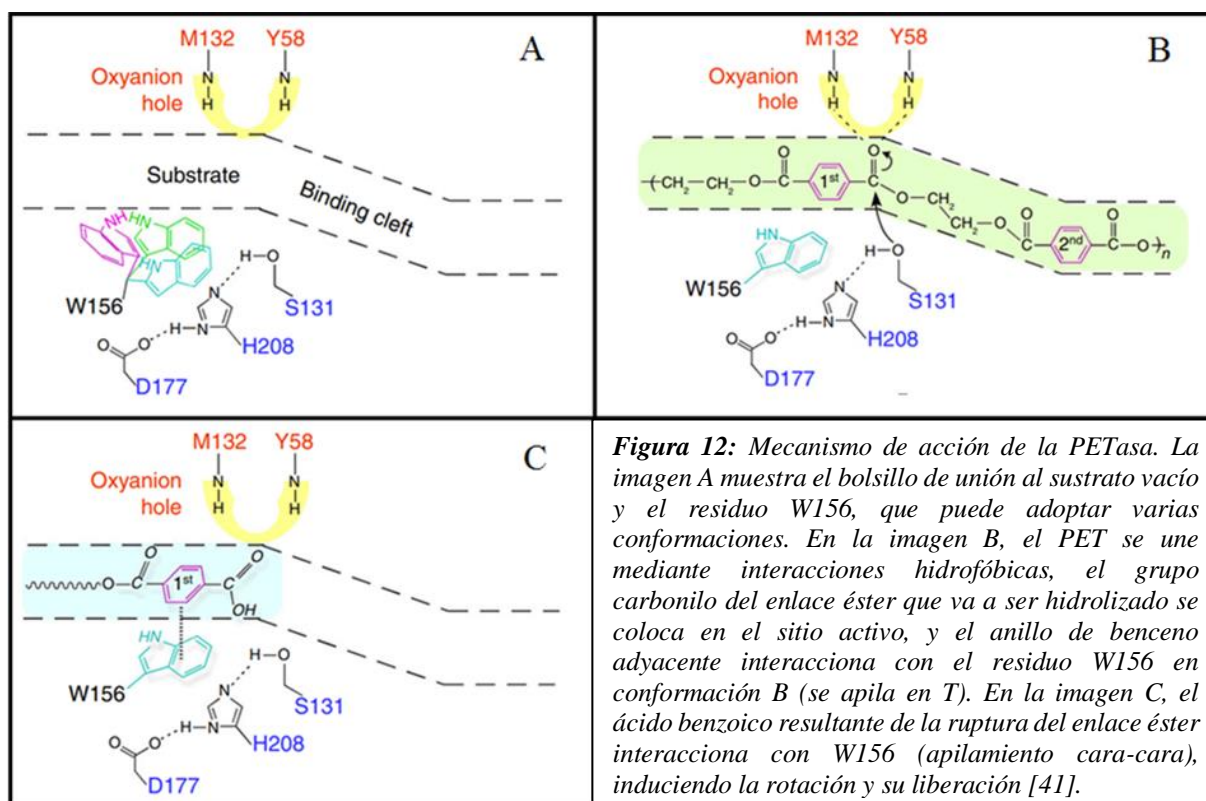 M132 Y58 A
Oxyanion
hole
N N
H H
Substrate
Binding cleft
NH HN
HN
W156
H–O
S131
N
H–N
H208
O O
D177
M132 Y58 B
Oxyanion
hole
N N
H H
O O
( CH2–CH2–O–C 1st C
O CH2 O
CH2 O–C 2nd C–O )n
O
HN
W156
H–O
S131
N
H–N
H208
O O
D177
M132 Y58 C
Oxyanion
hole
N N
H H
O O
O–C 1st C
OH
HN
W156
H–O
S131
N
H–N
H208
O O
D177
Figura 12: Mecanismo de acción de la PETasa. La
imagen A muestra el bolsillo de unión al sustrato vacío
y el residuo W156, que puede adoptar varias
conformaciones. En la imagen B, el PET se une
mediante interacciones hidrofóbicas, el grupo
carbonilo del enlace éster que va a ser hidrolizado se
coloca en el sitio activo, y el anillo de benceno
adyacente interacciona con el residuo W156 en
conformación B (se apila en T). En la imagen C, el
ácido benzoico resultante de la ruptura del enlace éster
interacciona con W156 (apilamiento cara-cara),
induciendo la rotación y su liberación [41].